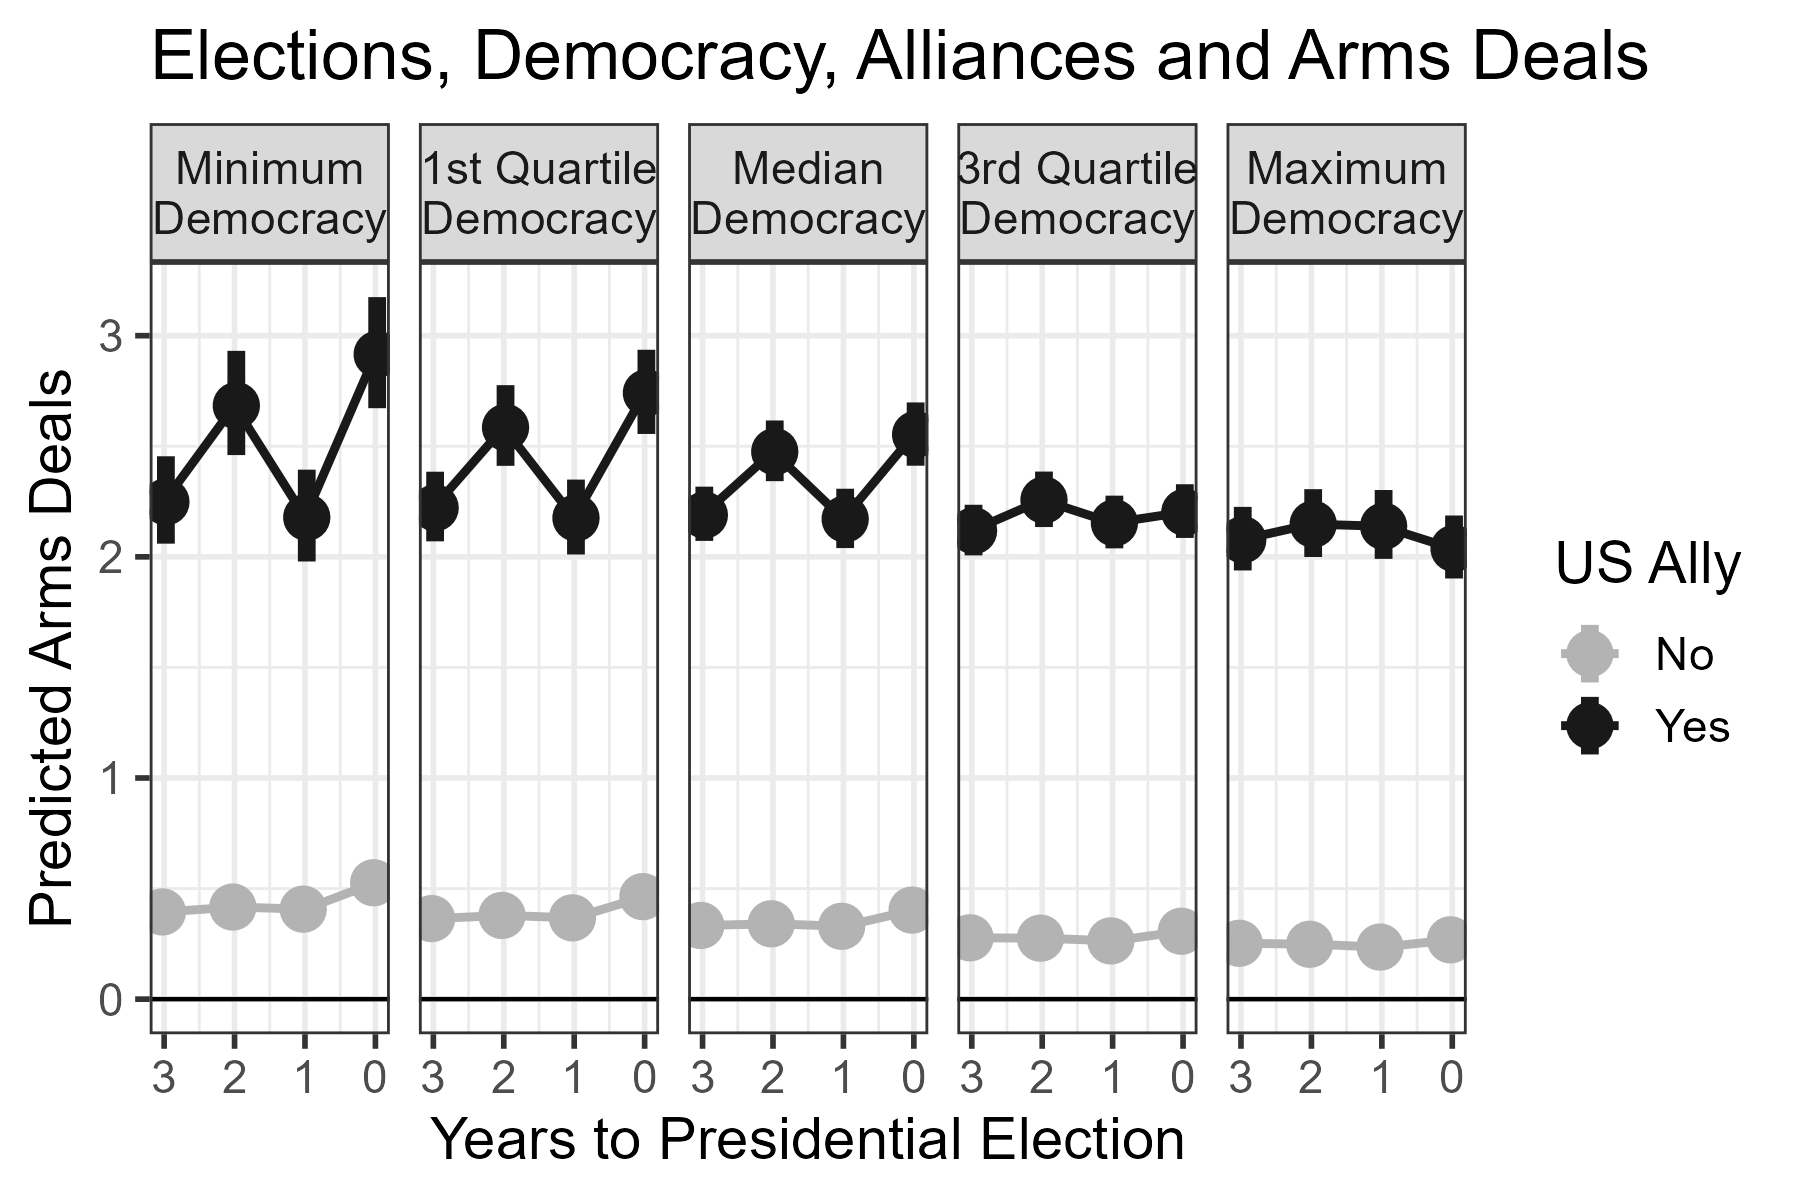 Elections, Democracy, Alliances and Arms Deals
Minimum
Democracy
1st Quartile
Democracy
Median
Democracy
3rd Quartile
Democracy
Maximum
Democracy
Predicted Arms Deals
3
2
1
0
3 2 1 0
3 2 1 0
3 2 1 0
3 2 1 0
3 2 1 0
Years to Presidential Election
US Ally
No
Yes